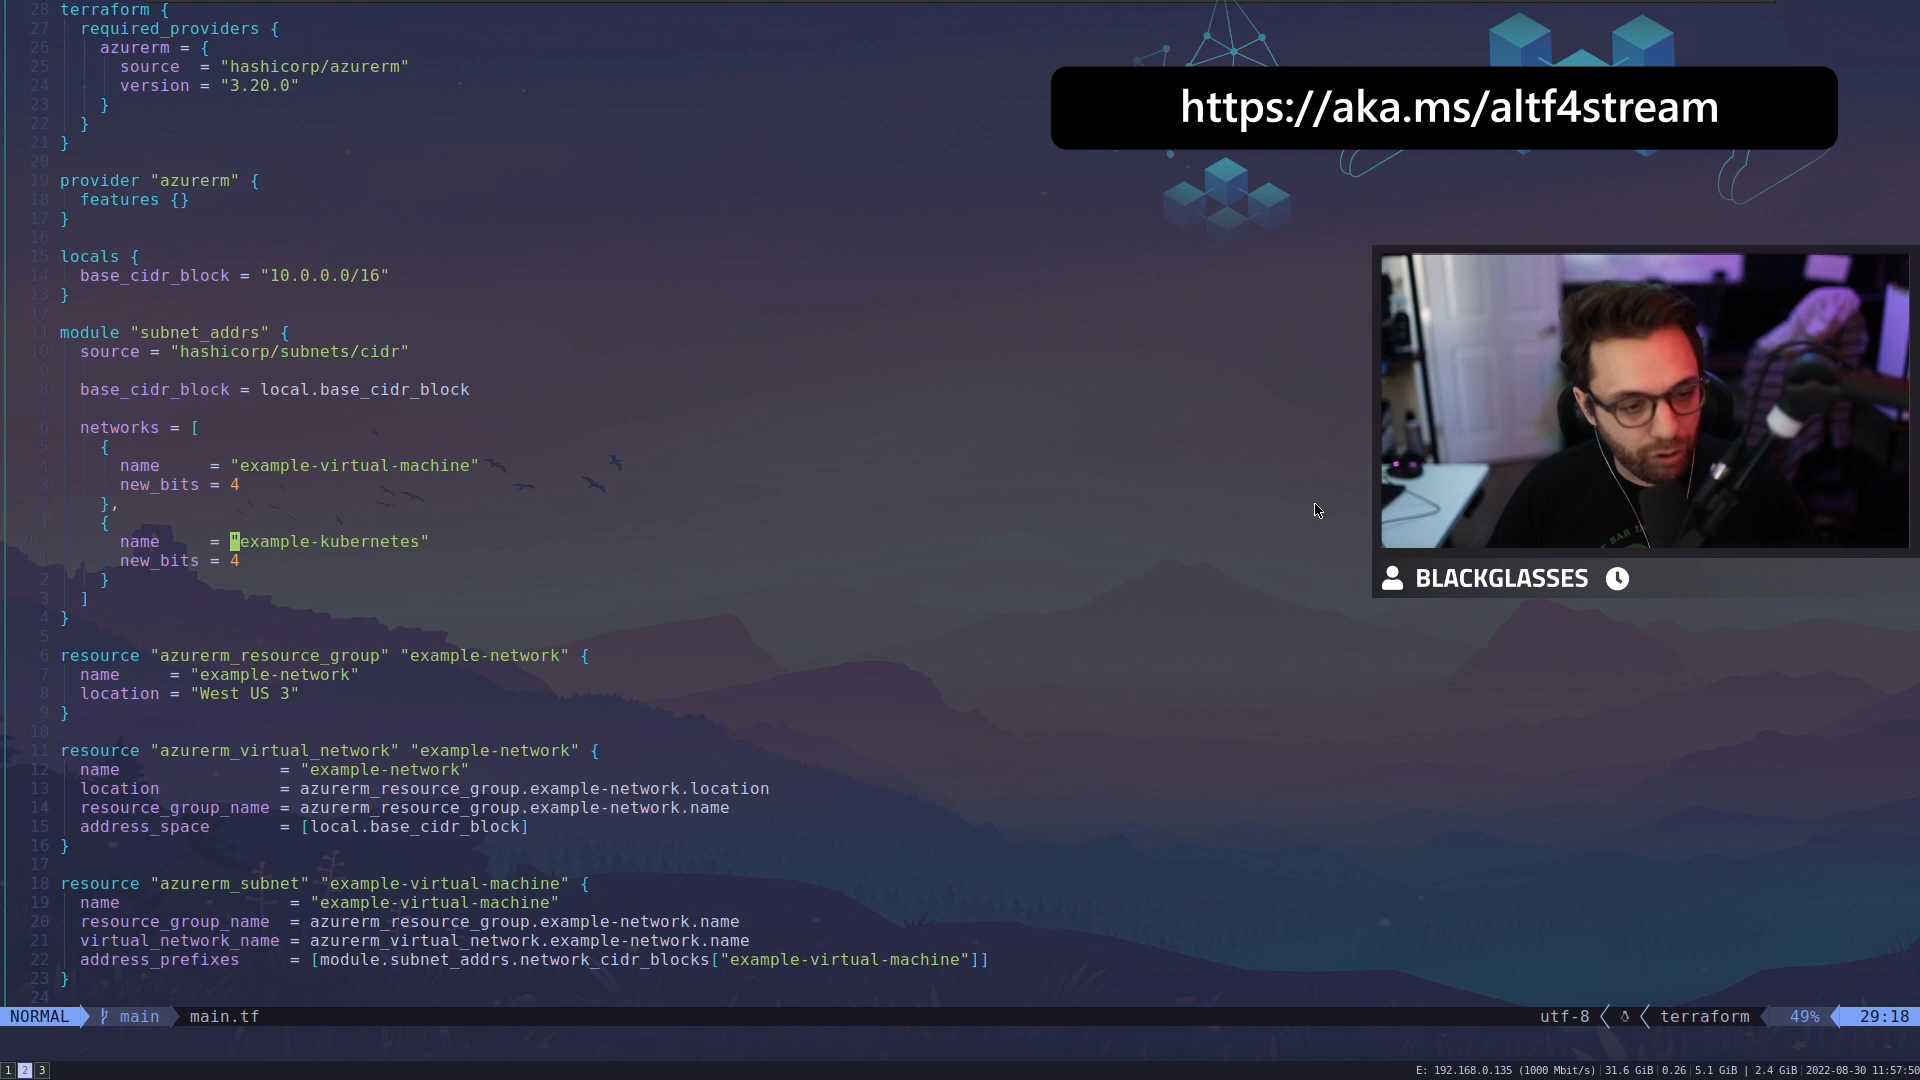 28 terraform {
27 required_providers {
26 azurerm = {
25 source = "hashicorp/azurerm"
24 version = "3.20.0"
23 }
22 }
21 }
20
19 provider "azurerm" {
18 features {}
17 }
16
15 locals {
14 base_cidr_block = "10.0.0.0/16"
13 }
12
11 module "subnet_addrs" {
10 source = "hashicorp/subnets/cidr"
9
8 base_cidr_block = local.base_cidr_block
7
6 networks = [
5 {
4 name = "example-virtual-machine"
3 new_bits = 4
2 },
1 {
29 name = "example-kubernetes"
1 new_bits = 4
2 }
3 ]
4 }
5
6 resource "azurerm_resource_group" "example-network" {
7 name = "example-network"
8 location = "West US 3"
9 }
10
11 resource "azurerm_virtual_network" "example-network" {
12 name = "example-network"
13 location = azurerm_resource_group.example-network.location
14 resource_group_name = azurerm_resource_group.example-network.name
15 address_space = [local.base_cidr_block]
16 }
17
18 resource "azurerm_subnet" "example-virtual-machine" {
19 name = "example-virtual-machine"
20 resource_group_name = azurerm_resource_group.example-network.name
21 virtual_network_name = azurerm_virtual_network.example-network.name
22 address_prefixes = [module.subnet_addrs.network_cidr_blocks["example-virtual-machine"]]
23 }
24
https://aka.ms/altf4stream
BAR IN
BLACKGLASSES
NORMAL main main.tf utf-8 terraform 49% 29:18
1 2 3 E: 192.168.0.135 (1000 Mbit/s) 31.6 GiB 0.26 5.1 GiB | 2.4 GiB 2022-08-30 11:57:50